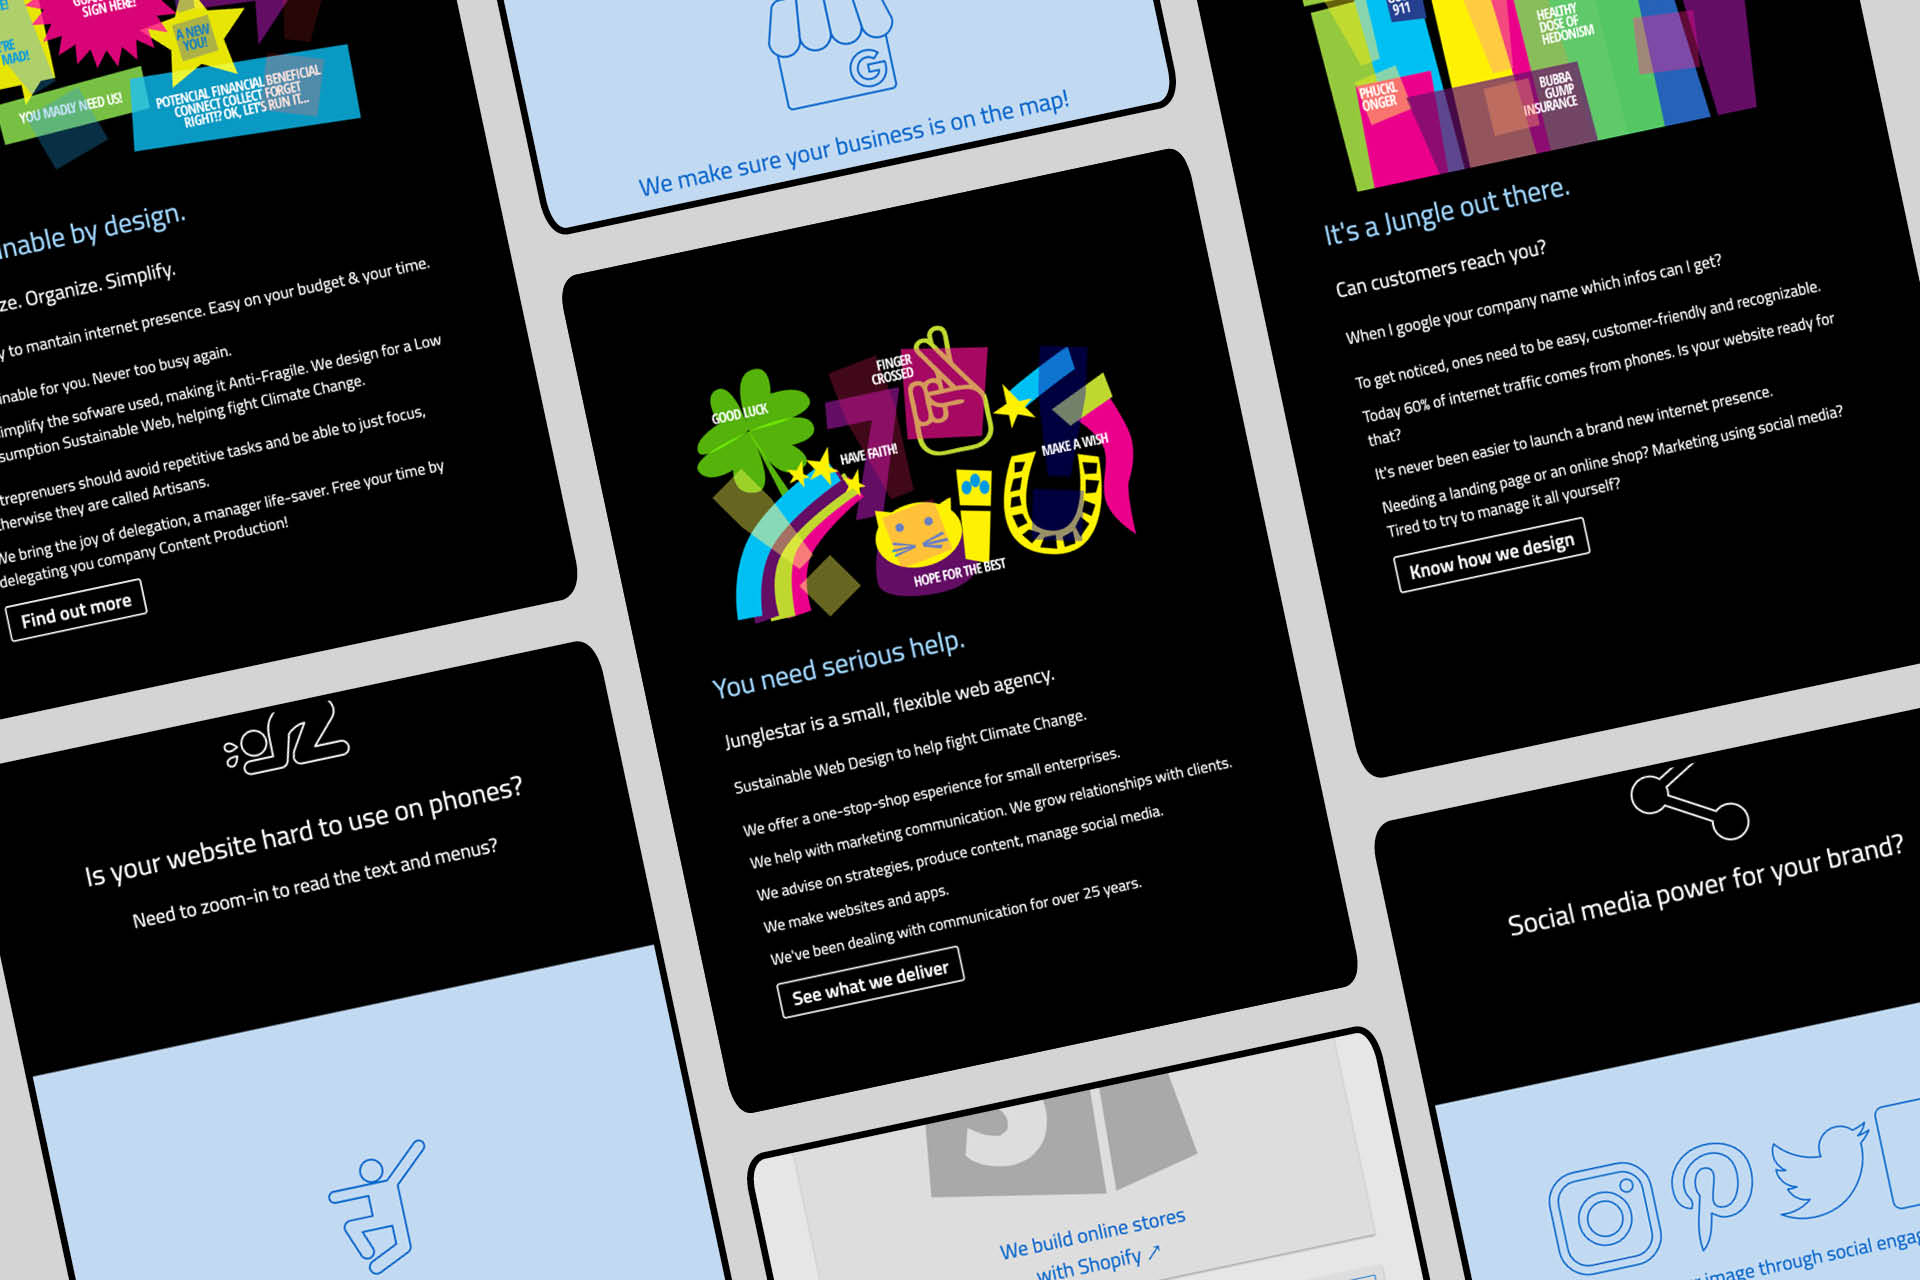 SIGN HERE!
A NEW
YOU!
MAD!
YOU MADLY NEED US!
POTENCIAL FINANCIAL BENEFICIAL
CONNECT COLLECT FORGET
RIGHT!? OK, LET'S RUN IT...
nable by design.
ze. Organize. Simplify.
y to mantain internet presence. Easy on your budget & your time.
inable for you. Never too busy again.
implify the sofware used, making it Anti-Fragile. We design for a Low
sumption Sustainable Web, helping fight Climate Change.
treprenuers should avoid repetitive tasks and be able to just focus,
herwise they are called Artisans.
We bring the joy of delegation, a manager life-saver. Free your time by
delegating you company Content Production!
Find out more
Is your website hard to use on phones?
Need to zoom-in to read the text and menus?
G
We make sure your business is on the map!
GOOD LUCK
FINGER
CROSSED
HAVE FAITH!
MAKE A WISH
HOPE FOR THE BEST
You need serious help.
Junglestar is a small, flexible web agency.
Sustainable Web Design to help fight Climate Change.
We offer a one-stop-shop esperience for small enterprises.
We help with marketing communication. We grow relationships with clients.
We advise on strategies, produce content, manage social media.
We make websites and apps.
We've been dealing with communication for over 25 years.
See what we deliver
We build online stores
with Shopify ↗
911
HEALTHY
DOSE OF
HEDONISM
PHUCKL
ONGER
BUBBA
GUMP
INSURANCE
It's a Jungle out there.
Can customers reach you?
When I google your company name which infos can I get?
To get noticed, ones need to be easy, customer-friendly and recognizable.
Today 60% of internet traffic comes from phones. Is your website ready for
that?
It's never been easier to launch a brand new internet presence.
Needing a landing page or an online shop? Marketing using social media?
Tired to try to manage it all yourself?
Know how we design
Social media power for your brand?
image through social engag